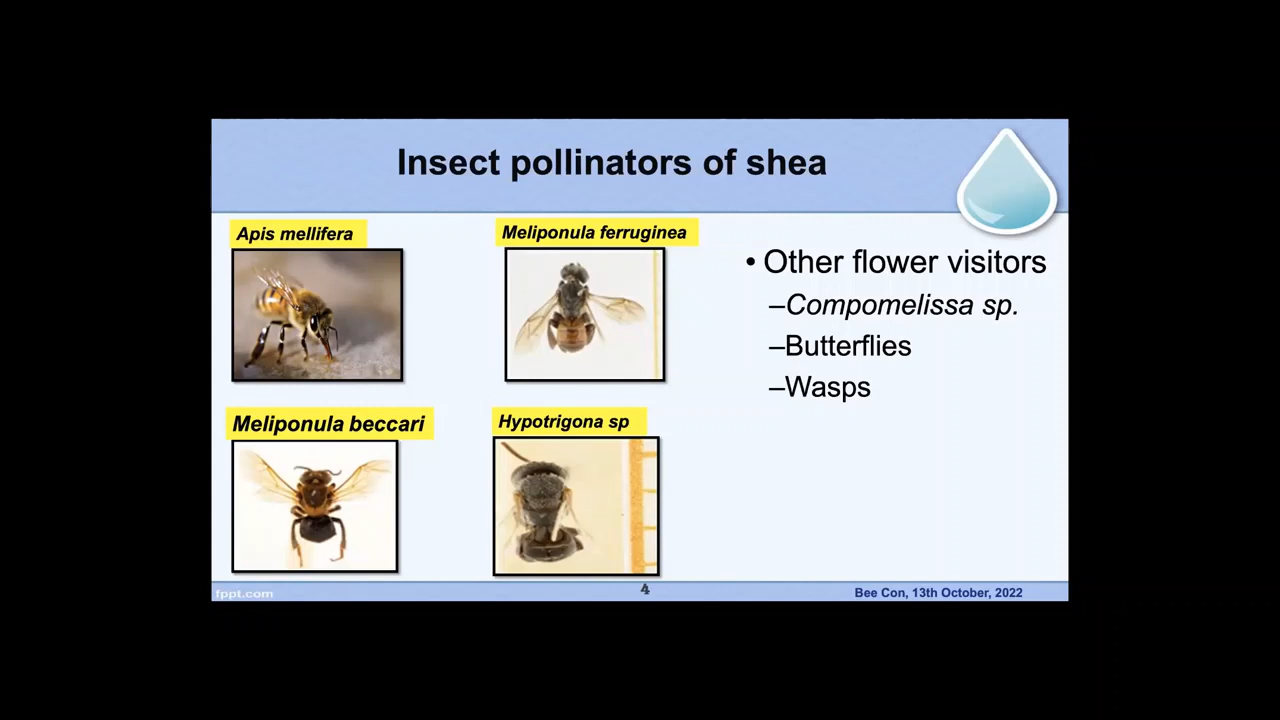 Insect pollinators of shea
Apis mellifera
Meliponula ferruginea
Meliponula beccari
Hypotrigona sp
• Other flower visitors
–Compomelissa sp.
–Butterflies
–Wasps
fppt.com
4
Bee Con, 13th October, 2022